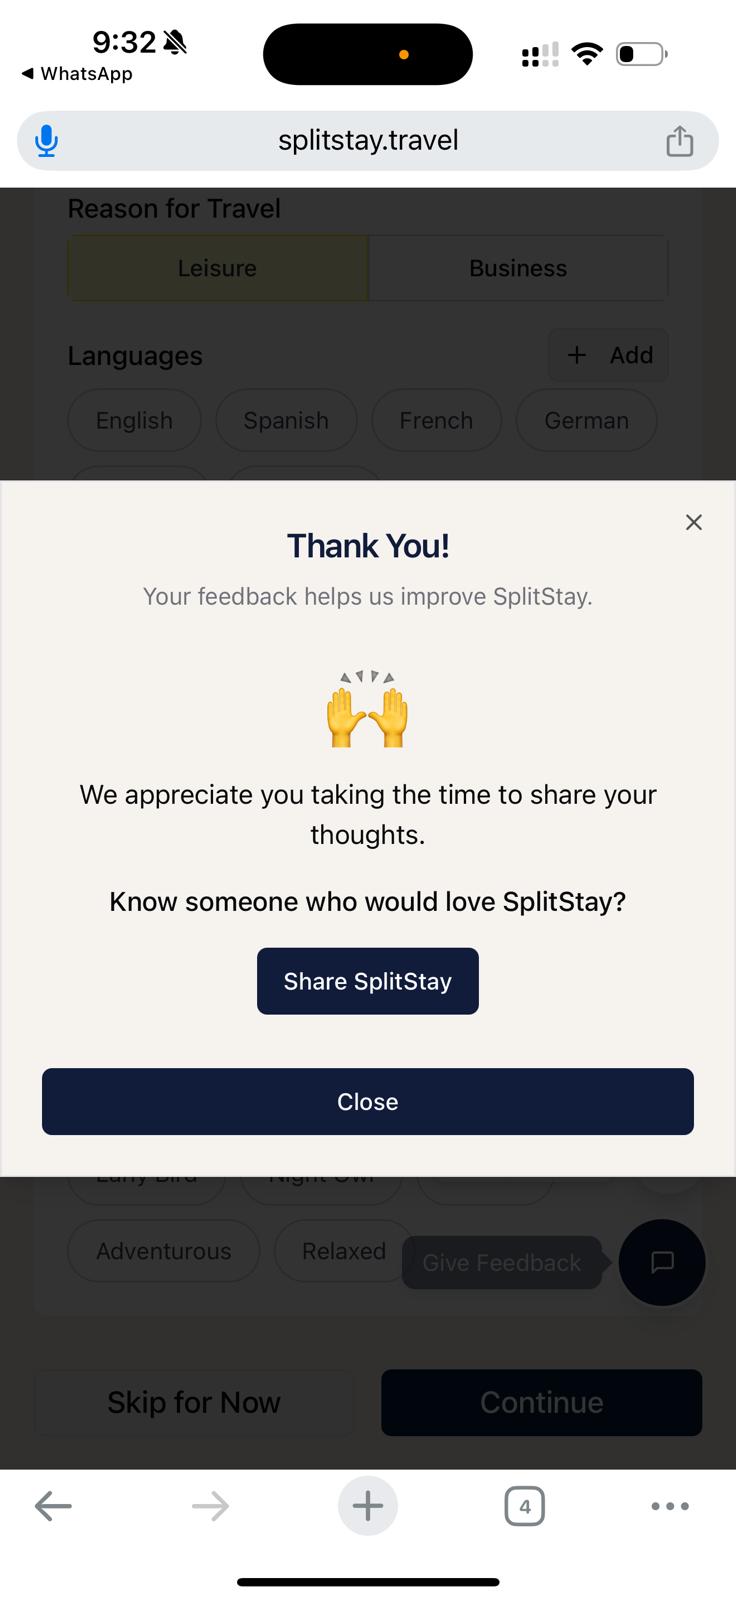 9:32
WhatsApp
splitstay.travel
Reason for Travel
Leisure
Business
Languages
+ Add
English
Spanish
French
German
Thank You!
Your feedback helps us improve SplitStay.
We appreciate you taking the time to share your
thoughts.
Know someone who would love SplitStay?
Share SplitStay
Close
Early Bird
Night Owl
Adventurous
Relaxed
Give Feedback
Skip for Now
Continue
4